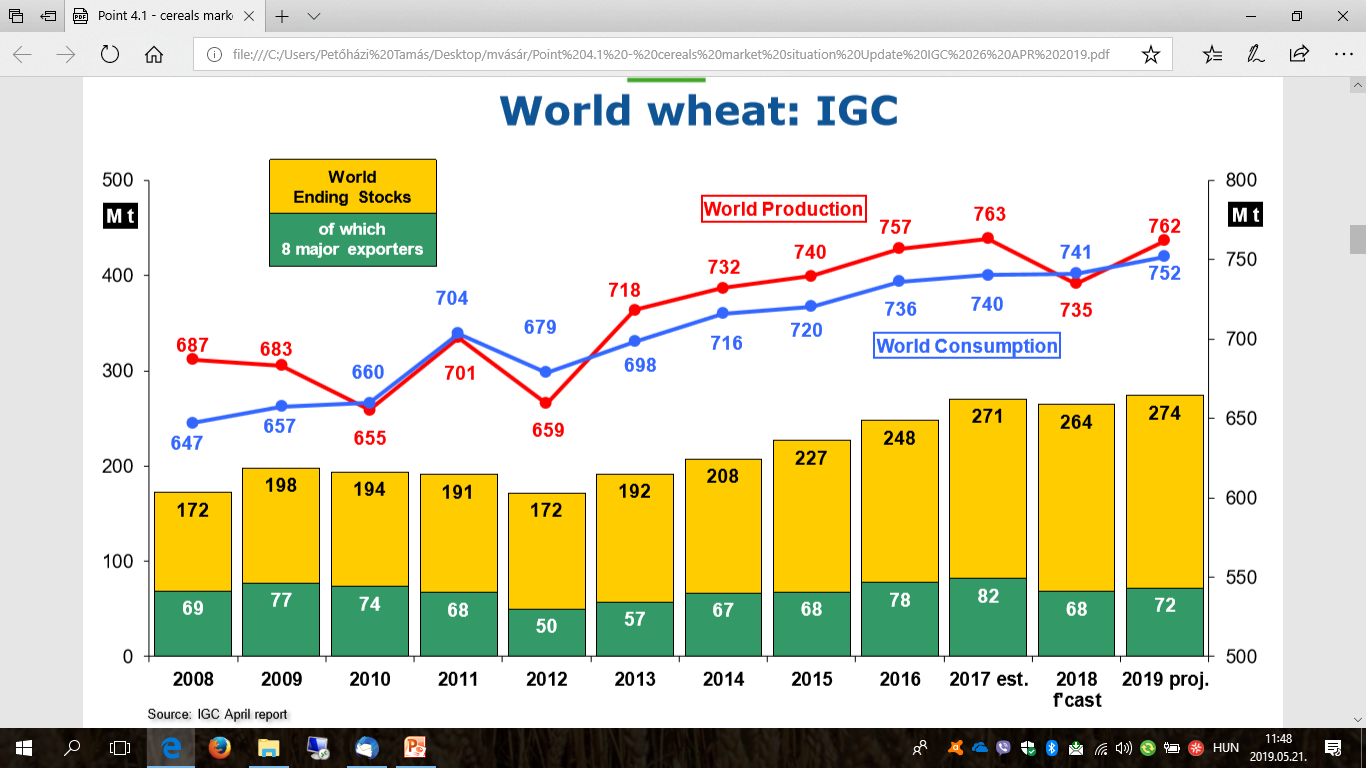 Point 4.1 - cereals mark
file:///C:/Users/Petőházi%20Tamás/Desktop/mvásár/Point%204.1%20-%20cereals%20market%20situation%20Update%20IGC%2026%20APR%202019.pdf
World wheat: IGC
World
Ending Stocks
of which
8 major exporters
World Production
World Consumption
500
M t
400
300
200
100
0
800
M t
750
700
650
600
550
500
687 683 655 701 659 718 732 740 757 763 735 762
647 657 660 704 679 698 716 720 736 740 741 752
172 198 194 191 172 192 208 227 248 271 264 274
69 77 74 68 50 57 67 68 78 82 68 72
2008 2009 2010 2011 2012 2013 2014 2015 2016 2017 est. 2018 2019 proj.
f'cast
Source: IGC April report
HUN
11:48
2019.05.21.